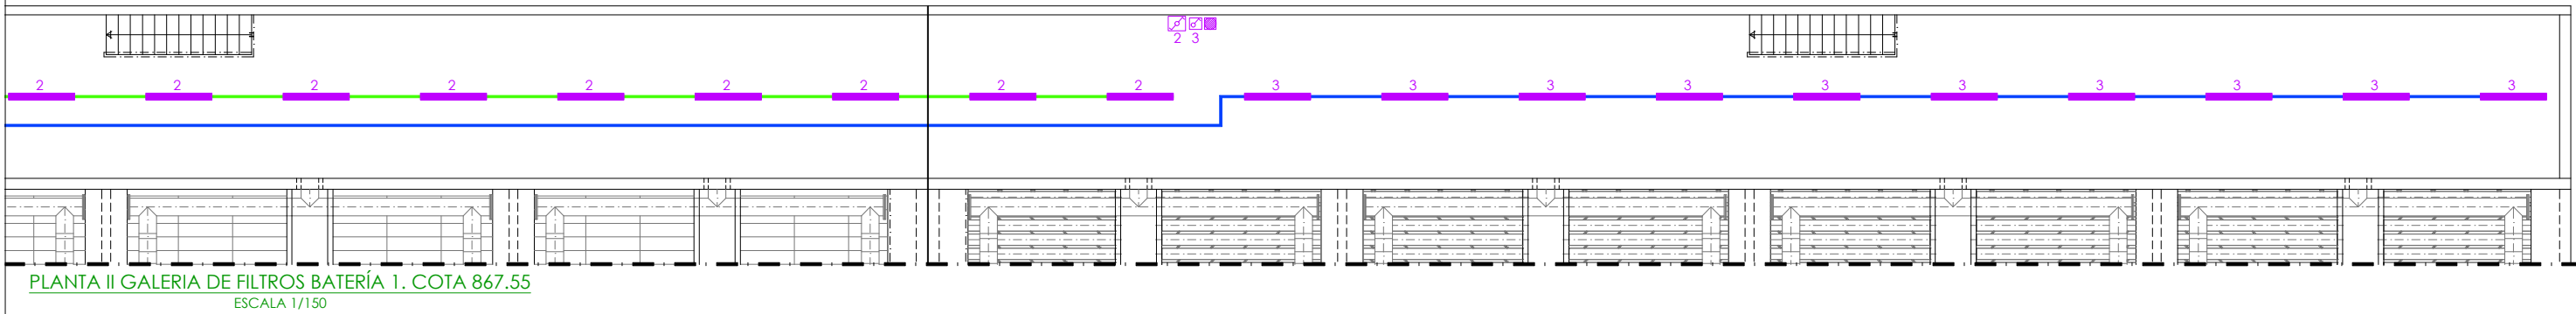 2 3
2 2 2 2 2 2 2 2 2 3 3 3 3 3 3 3 3 3 3
PLANTA II GALERIA DE FILTROS BATERÍA 1. COTA 867.55
ESCALA 1/150